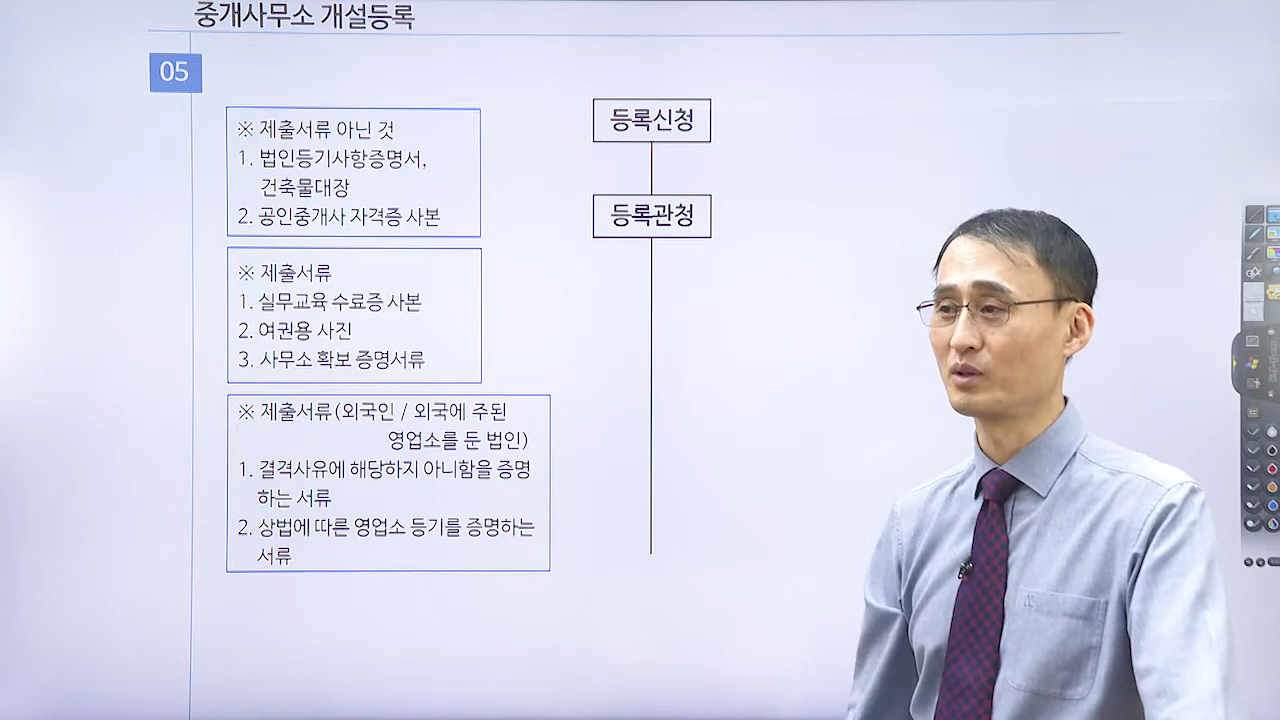 중개사무소 개설등록
05
※ 제출서류 아닌 것
1. 법인등기사항증명서,
건축물대장
2. 공인중개사 자격증 사본
※ 제출서류
1. 실무교육 수료증 사본
2. 여권용 사진
3. 사무소 확보 증명서류
※ 제출서류(외국인 / 외국에 주된
영업소를 둔 법인)
1. 결격사유에 해당하지 아니함을 증명
하는 서류
2. 상법에 따른 영업소 등기를 증명하는
서류
등록신청
등록관청